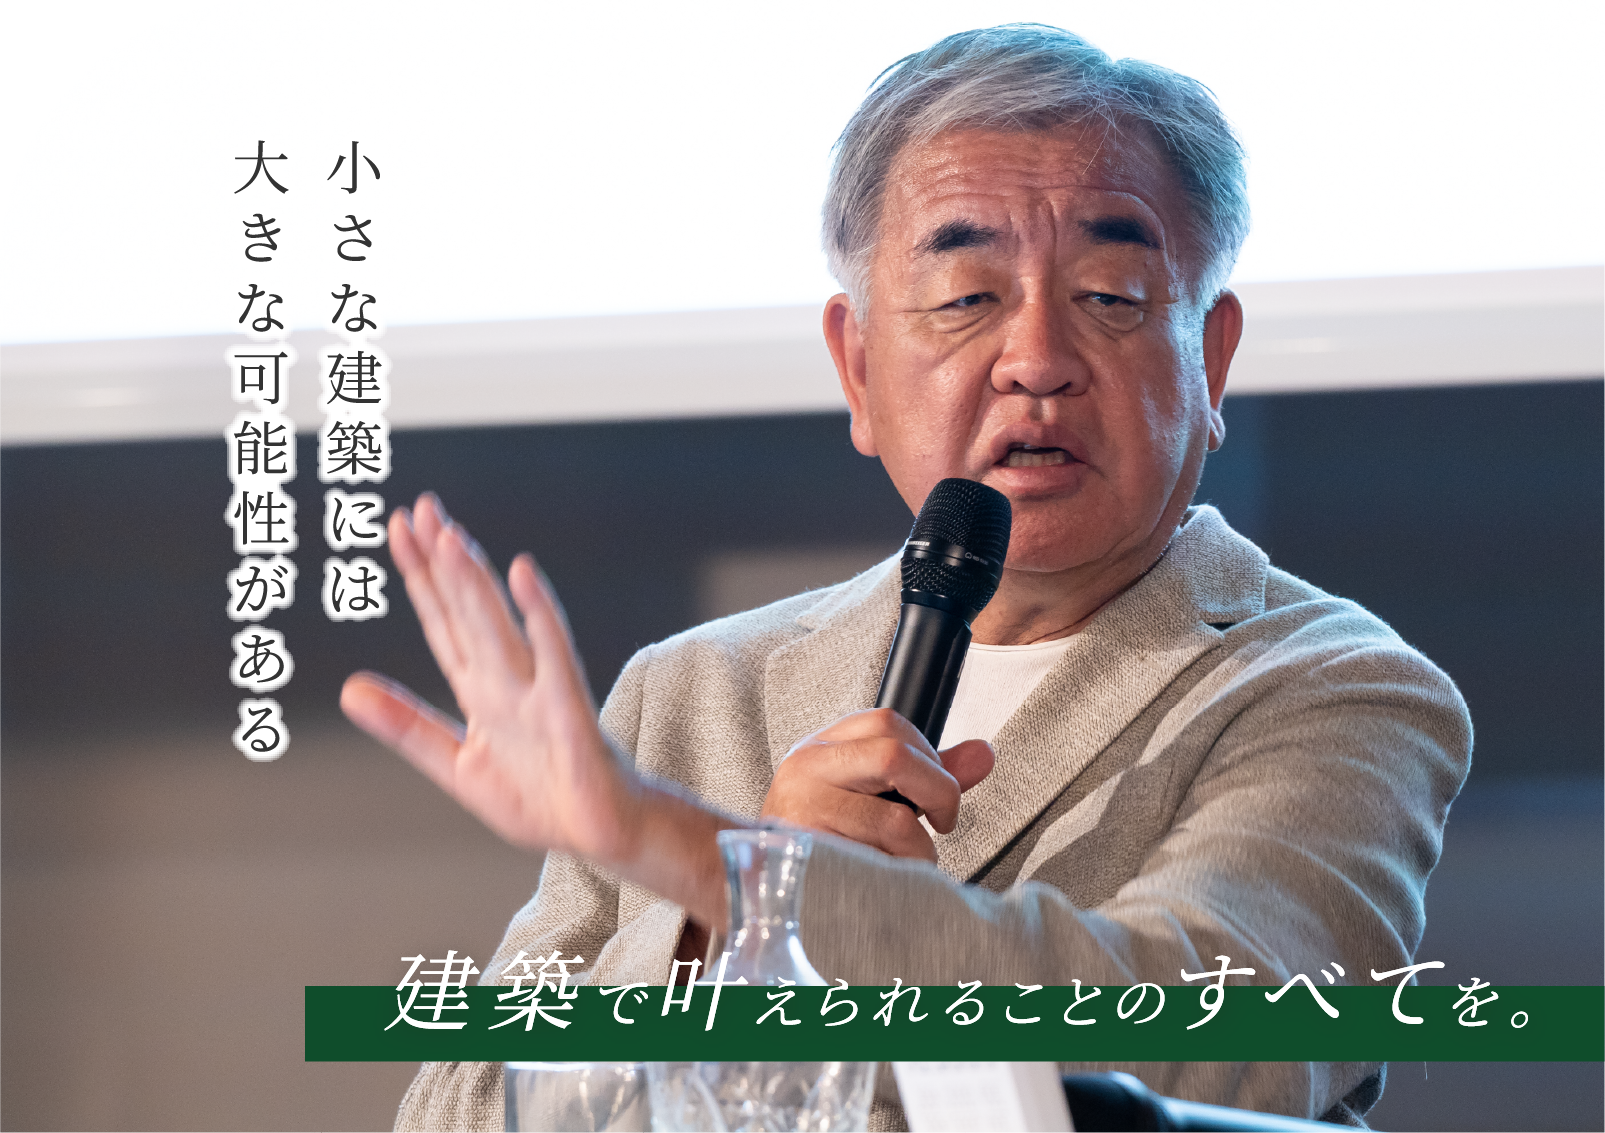 小さな建築には
大きな可能性がある
建築で叶えられることのすべてを。